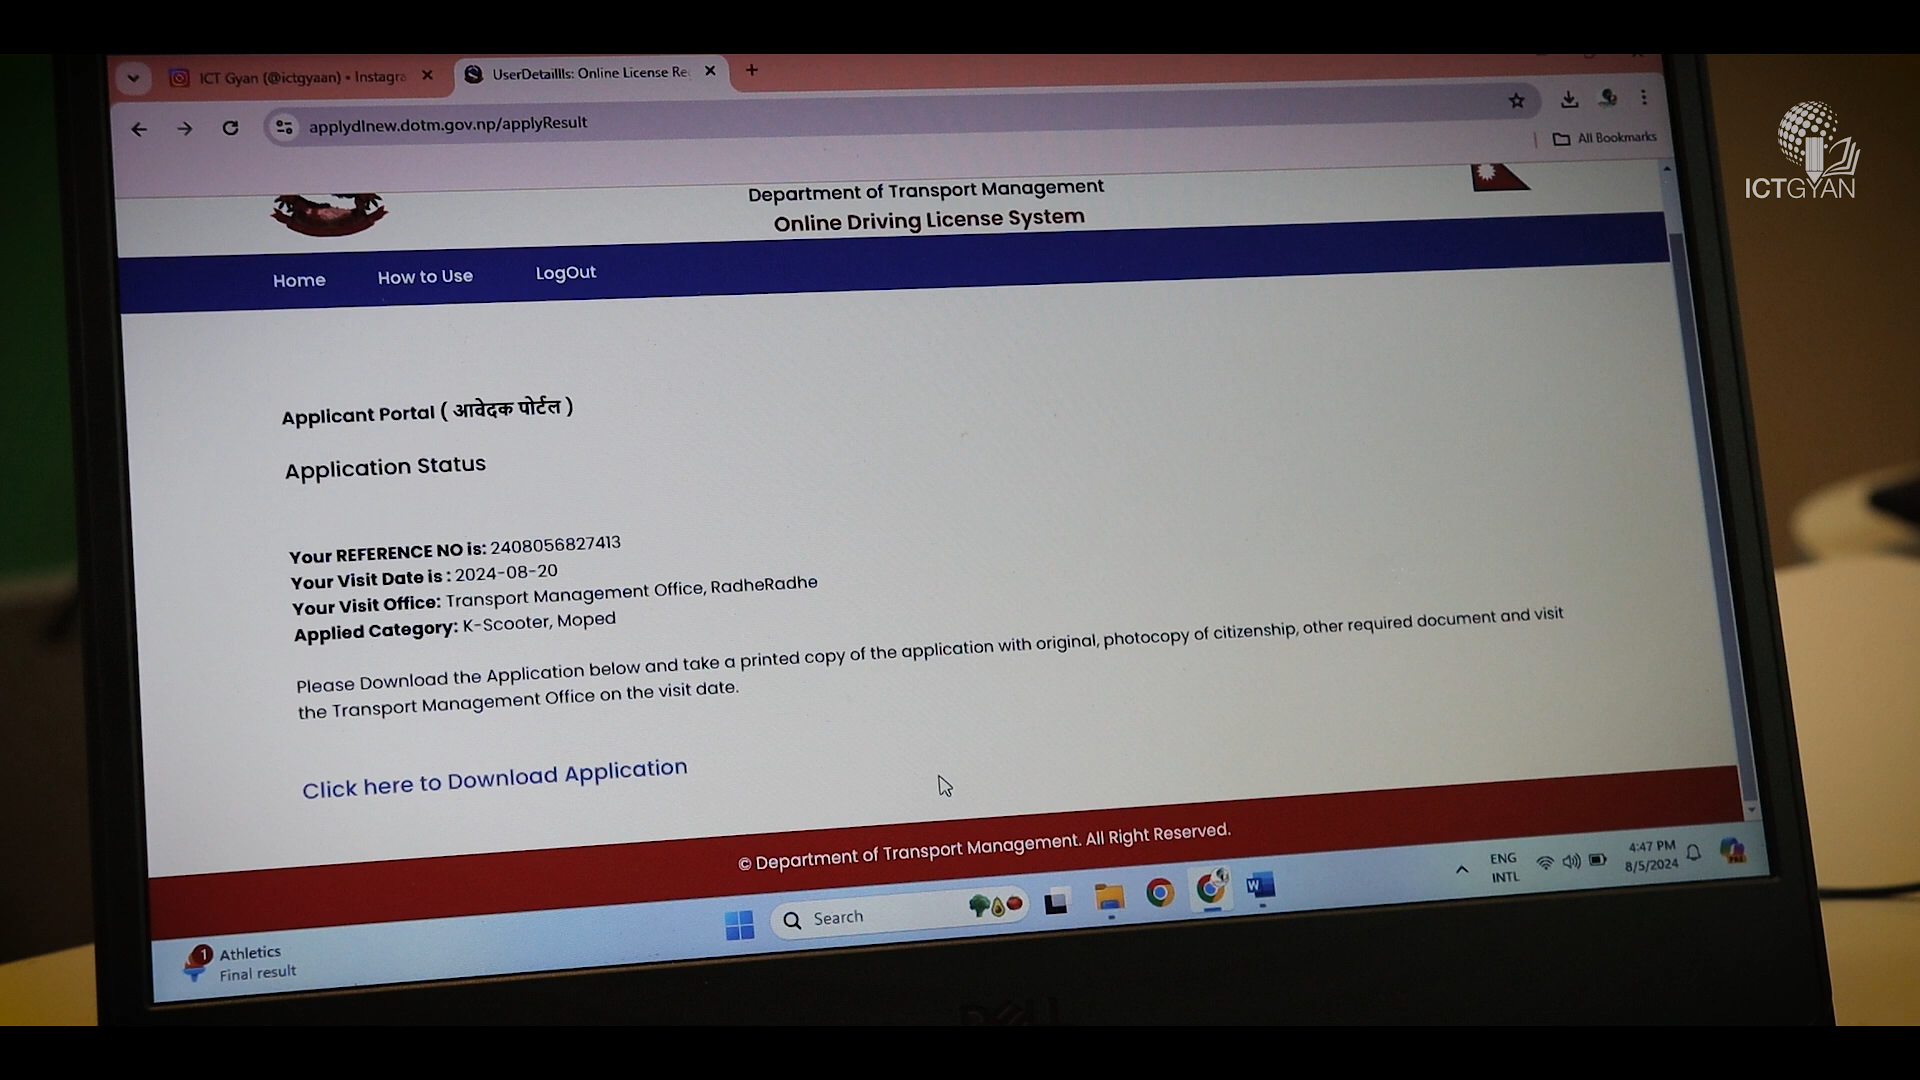 ICT Gyan (@ictgyaan) • Instagra
UserDetaillls: Online License Re
applydlnew.dotm.gov.np/applyResult
All Bookmarks
ICTGYAN
Department of Transport Management
Online Driving License System
Home How to Use LogOut
Applicant Portal ( आवेदक पोर्टल )
Application Status
Your REFERENCE NO is: 2408056827413
Your Visit Date is : 2024-08-20
Your Visit Office: Transport Management Office, RadheRadhe
Applied Category: K-Scooter, Moped
Please Download the Application below and take a printed copy of the application with original, photocopy of citizenship, other required document and visit
the Transport Management Office on the visit date.
Click here to Download Application
© Department of Transport Management. All Right Reserved.
ENG
INTL
4:47 PM
8/5/2024
Search
1
Athletics
Final result
DELL